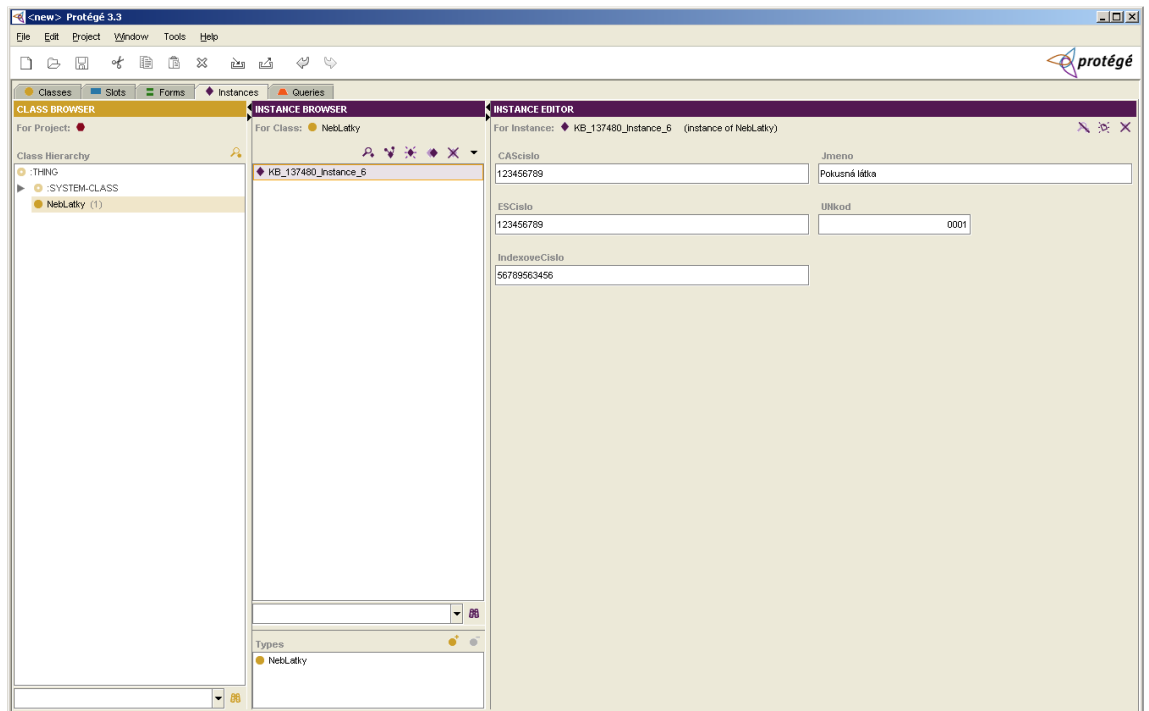 <new> Protégé 3.3
File Edit Project Window Tools Help
protégé
Classes Slots Forms Instances Queries
CLASS BROWSER
For Project:
Class Hierarchy
:THING
:SYSTEM-CLASS
NebLatky (1)
INSTANCE BROWSER
For Class: NebLatky
KB_137480_Instance_6
Types
NebLatky
INSTANCE EDITOR
For Instance: KB_137480_Instance_6 (instance of NebLatky)
CAScislo
123456789
Jmeno
Pokusná látka
ESCislo
123456789
UNkod
0001
IndexoveCislo
56789563456